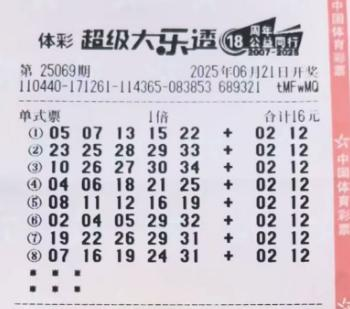 体彩 超级大乐透 18周年公益同行 2007-2025
第 25069期 2025年06月21日开奖
110440-171261-114365-083853 689321 tMFwMQ
单式票 1倍 合计16元
① 05 07 13 15 22 + 02 12
② 23 25 28 29 33 + 02 12
③ 10 26 27 30 34 + 02 12
④ 04 06 18 21 25 + 02 12
⑤ 08 11 12 16 19 + 02 12
⑥ 02 04 05 29 32 + 02 12
⑦ 19 22 26 29 31 + 02 12
⑧ 07 16 19 24 31 + 02 12
中国体育彩票
中国体育彩票